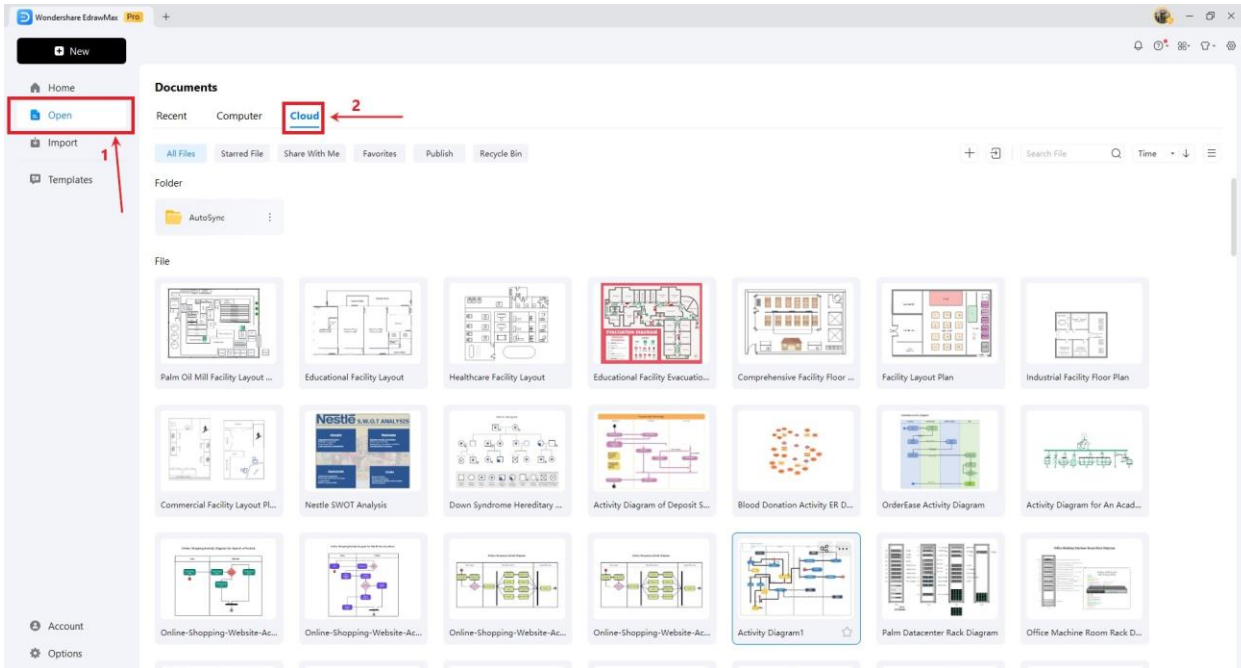 Wondershare EdrawMax Pro
New
Home
Open
Import
Templates
Account
Options
1
Documents
Recent Computer Cloud
2
All Files Starred File Share With Me Favorites Publish Recycle Bin
Search File Time
Folder
AutoSync
File
EVACUATION DIAGRAM
Palm Oil Mill Facility Layout ... Educational Facility Layout Healthcare Facility Layout Educational Facility Evacuatio... Comprehensive Facility Floor ... Facility Layout Plan Industrial Facility Floor Plan
Nestlé S.W.O.T ANALYSIS
Commercial Facility Layout Pl... Nestle SWOT Analysis Down Syndrome Hereditary ... Activity Diagram of Deposit S... Blood Donation Activity ER D... OrderEase Activity Diagram Activity Diagram for An Acad...
Online-Shopping-Website-Ac... Online-Shopping-Website-Ac... Online-Shopping-Website-Ac... Online-Shopping-Website-Ac... Activity Diagram1 Palm Datacenter Rack Diagram Office Machine Room Rack D...